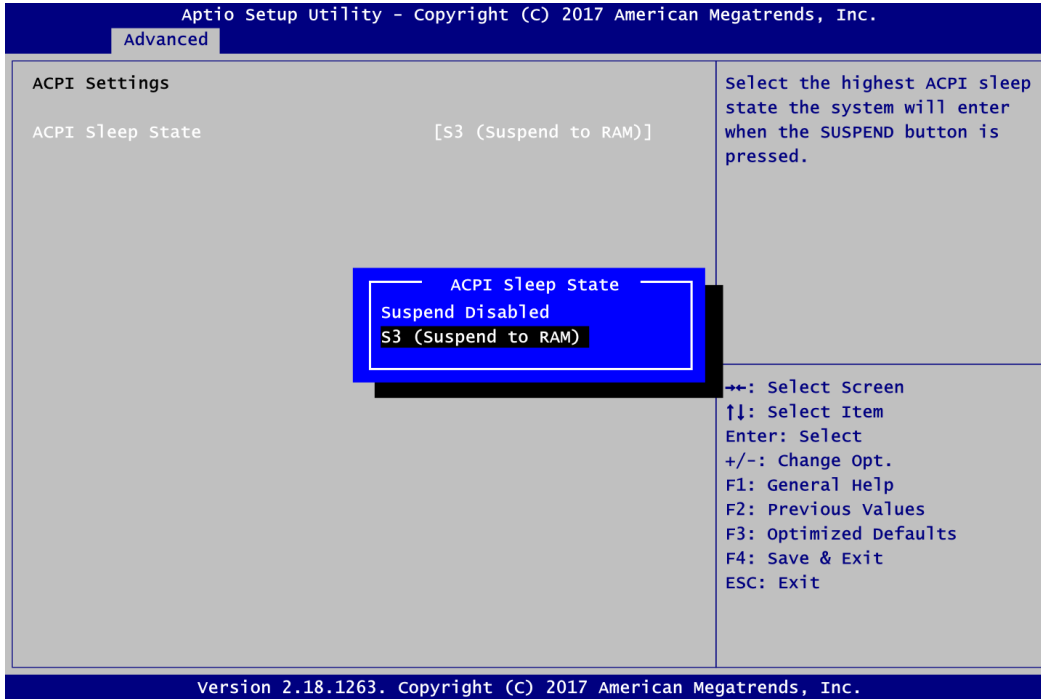 Aptio Setup Utility - Copyright (C) 2017 American Megatrends, Inc.
Advanced
ACPI Settings
ACPI Sleep State [S3 (Suspend to RAM)]
Select the highest ACPI sleep
state the system will enter
when the SUSPEND button is
pressed.
ACPI Sleep State
Suspend Disabled
S3 (Suspend to RAM)
→←: Select Screen
↑↓: Select Item
Enter: Select
+/-: Change Opt.
F1: General Help
F2: Previous Values
F3: Optimized Defaults
F4: Save & Exit
ESC: Exit
Version 2.18.1263. Copyright (C) 2017 American Megatrends, Inc.